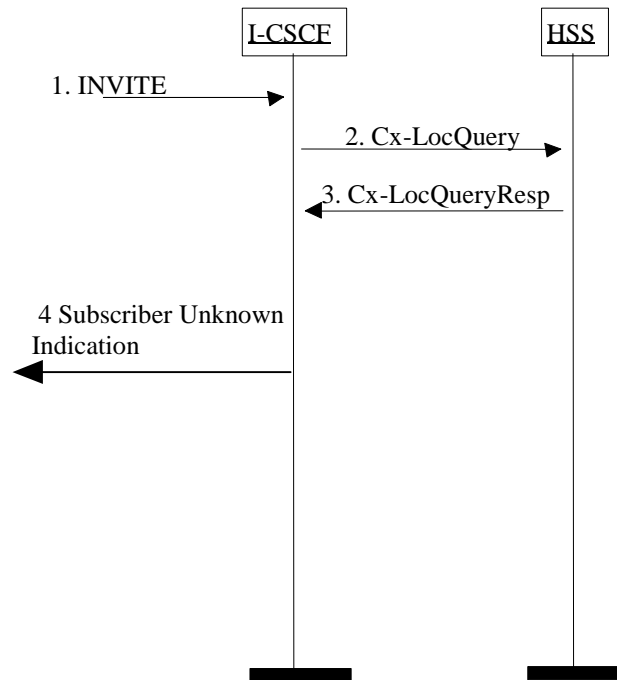 I-CSCF
HSS
1. INVITE
2. Cx-LocQuery
3. Cx-LocQueryResp
4 Subscriber Unknown
Indication